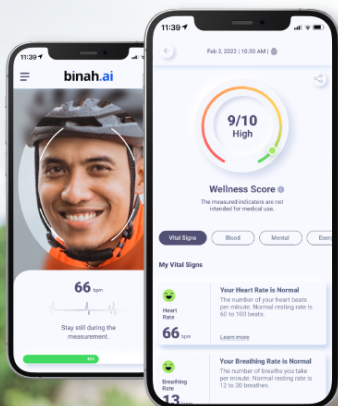 11:39
binah.ai
66 bpm
Stay still during the
measurement.
11:39
Feb 2, 2022 | 10:30 AM |
9/10
High
Wellness Score
The measured indicators are not
intended for medical use.
Vital Signs
Blood
Mental
Ener
My Vital Signs
Heart
Rate
66 bpm
Your Heart Rate is Normal
The number of your heart beats
per minute. Normal resting rate is
60 to 100 beats.
Learn more
Breathing
Rate
13
Your Breathing Rate is Normal
The number of breaths you take
per minute. Normal resting rate is
12 to 20 breathes.